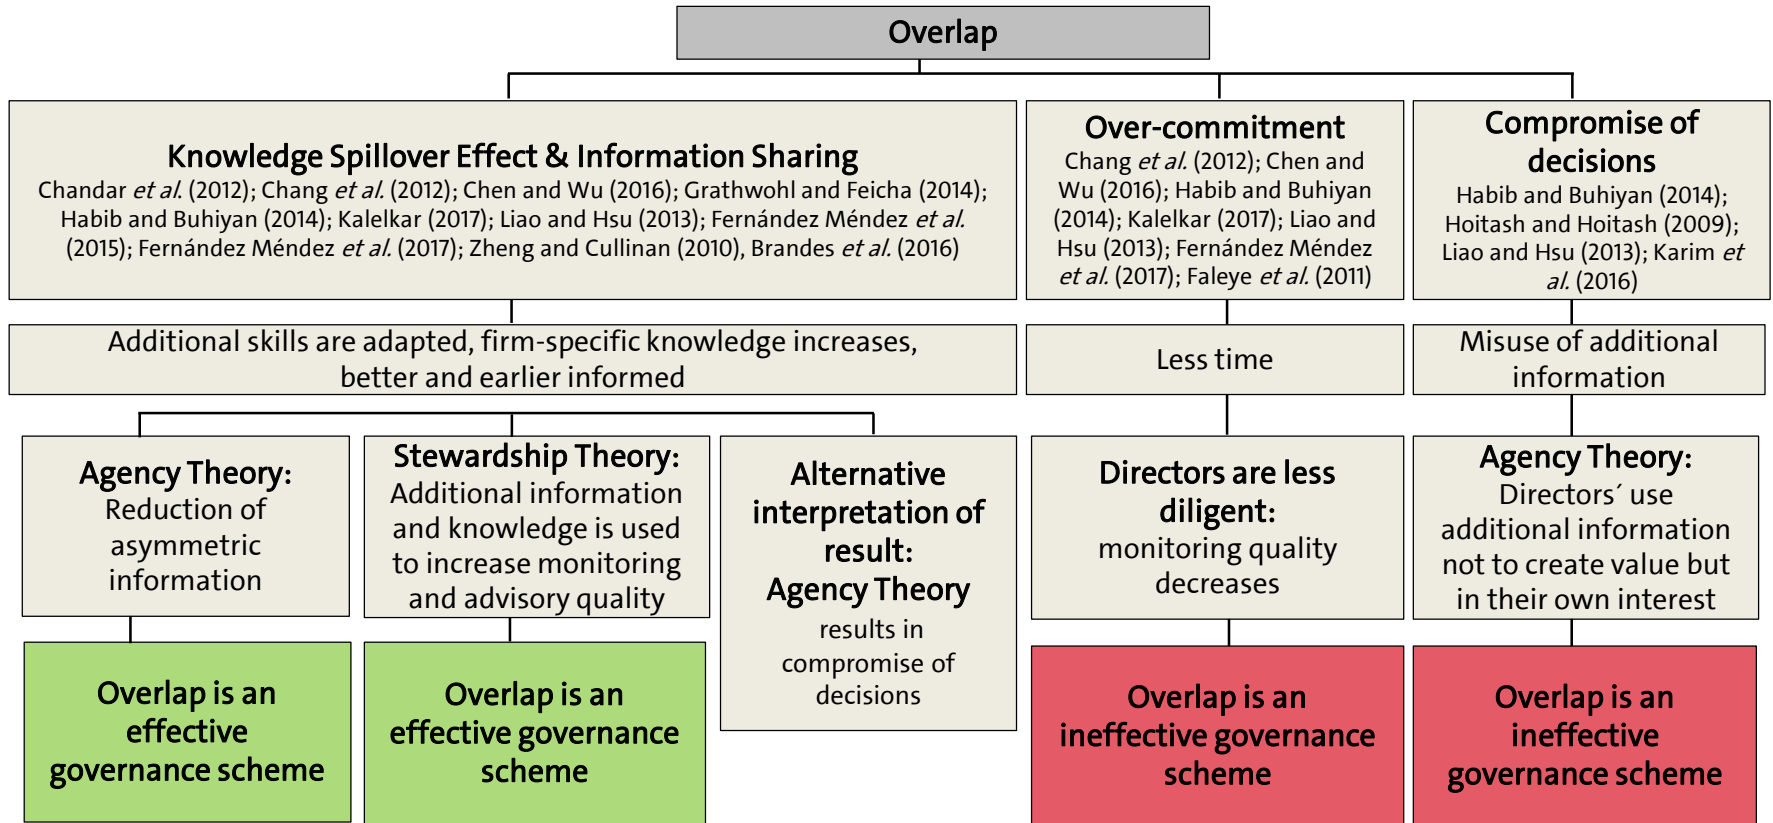 Overlap
Knowledge Spillover Effect & Information Sharing
Chandar et al. (2012); Chang et al. (2012); Chen and Wu (2016); Grathwohl and Feicha (2014);
Habib and Buhiyan (2014); Kalelkar (2017); Liao and Hsu (2013); Fernández Méndez et al.
(2015); Fernández Méndez et al. (2017); Zheng and Cullinan (2010), Brandes et al. (2016)
Over-commitment
Chang et al. (2012); Chen and
Wu (2016); Habib and Buhiyan
(2014); Kalelkar (2017); Liao and
Hsu (2013); Fernández Méndez
et al. (2017); Faleye et al. (2011)
Compromise of
decisions
Habib and Buhiyan (2014);
Hoitash and Hoitash (2009);
Liao and Hsu (2013); Karim et
al. (2016)
Additional skills are adapted, firm-specific knowledge increases,
better and earlier informed
Less time
Misuse of additional
information
Agency Theory:
Reduction of
asymmetric
information
Stewardship Theory:
Additional information
and knowledge is used
to increase monitoring
and advisory quality
Alternative
interpretation of
result:
Agency Theory
results in
compromise of
decisions
Directors are less
diligent:
monitoring quality
decreases
Agency Theory:
Directors´ use
additional information
not to create value but
in their own interest
Overlap is an
effective
governance scheme
Overlap is an
effective governance
scheme
Overlap is an
ineffective governance
scheme
Overlap is an
ineffective
governance scheme